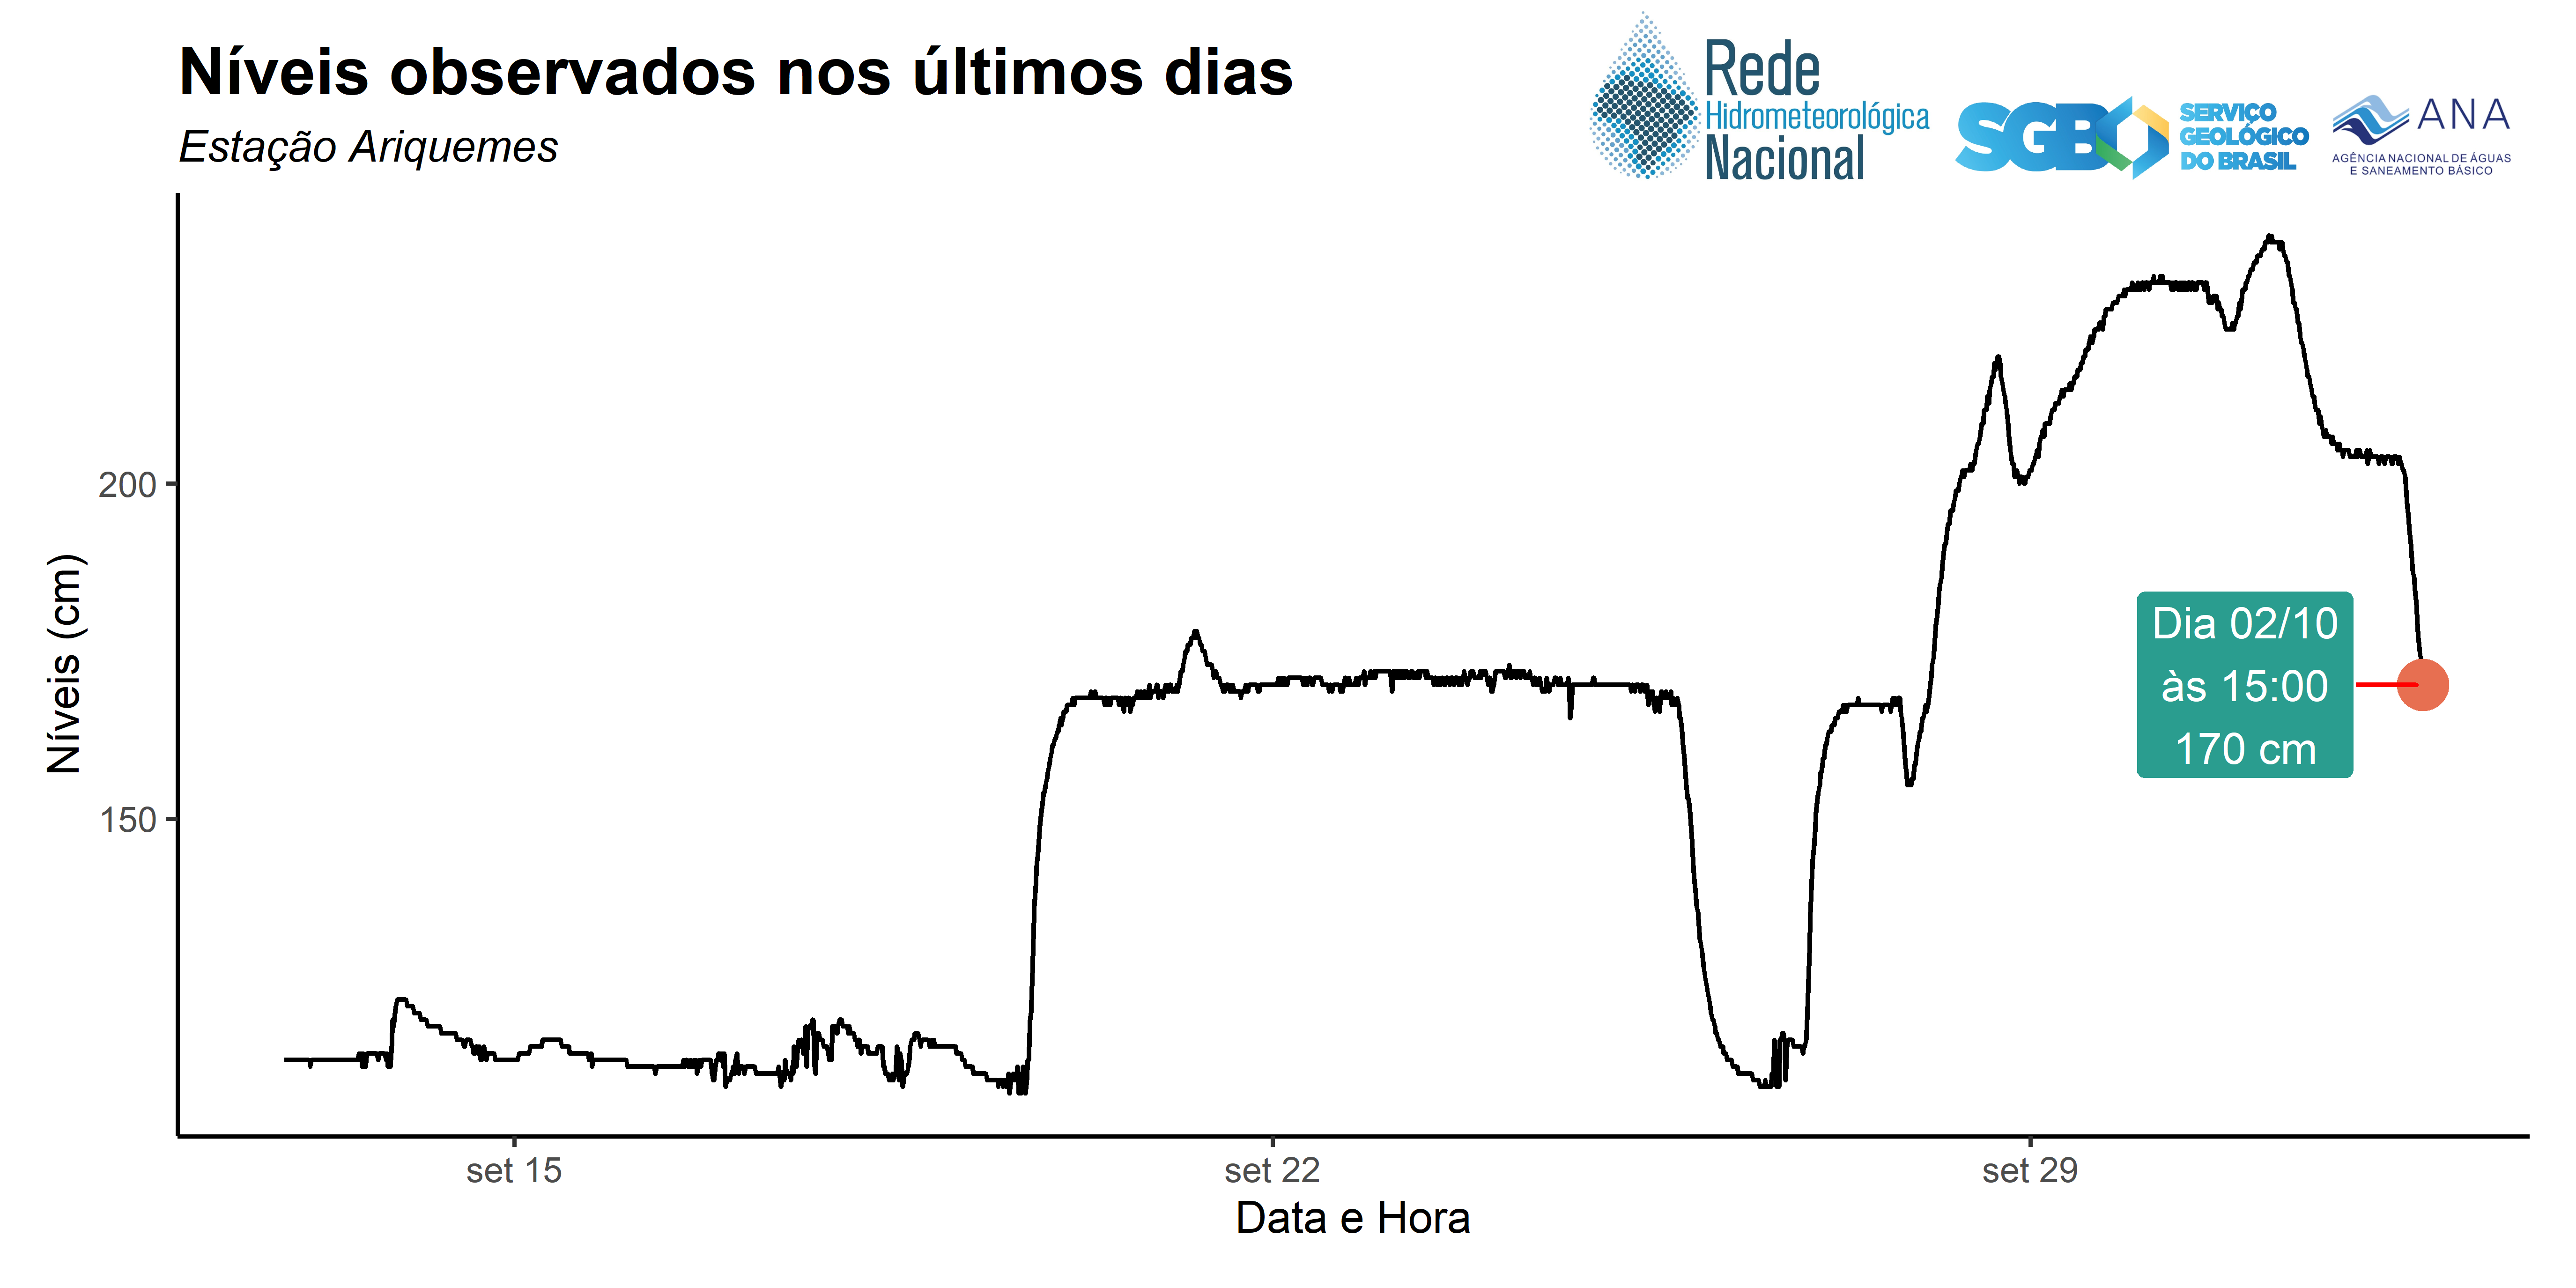 Níveis observados nos últimos dias
Estação Ariquemes
Rede
Hidrometeorológica
Nacional
SGB
SERVIÇO
GEOLÓGICO
DO BRASIL
ANA
AGÊNCIA NACIONAL DE ÁGUAS
E SANEAMENTO BÁSICO
Níveis (cm)
200
150
Dia 02/10
às 15:00
170 cm
set 15
set 22
set 29
Data e Hora